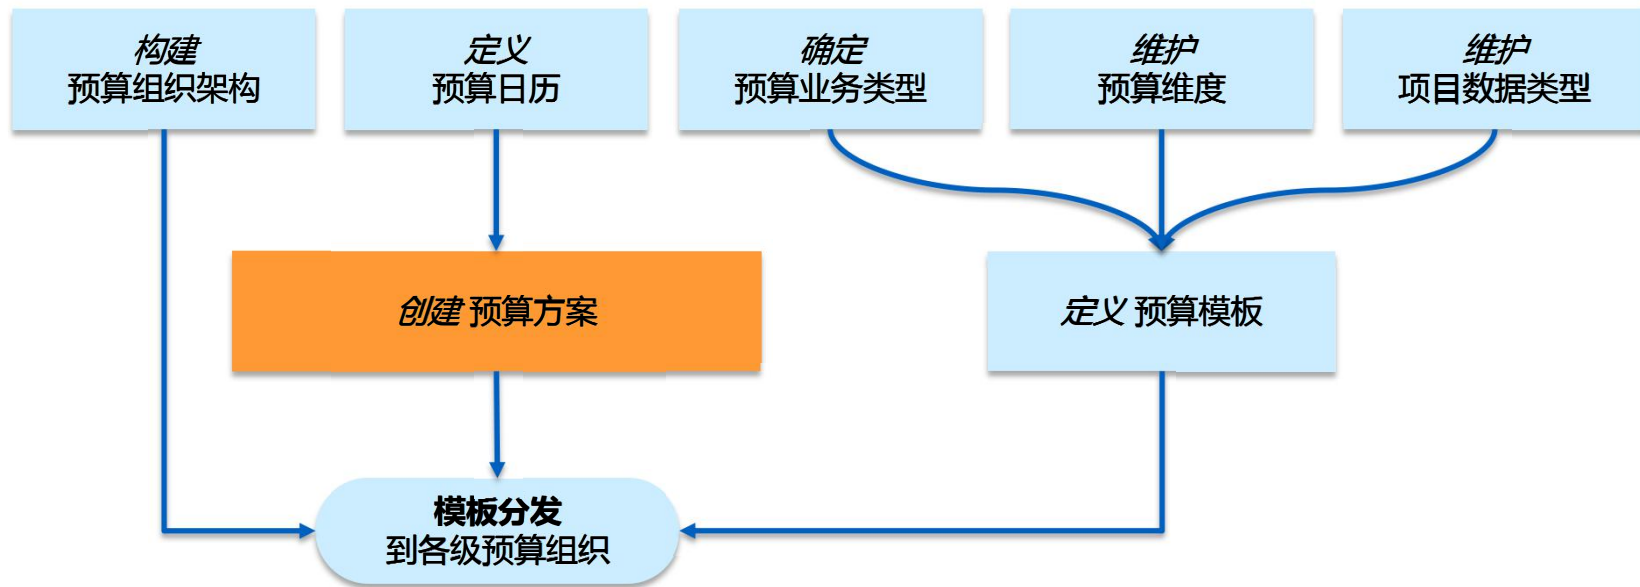 构建
预算组织架构
定义
预算日历
确定
预算业务类型
维护
预算维度
维护
项目数据类型
创建 预算方案
定义 预算模板
模板分发
到各级预算组织